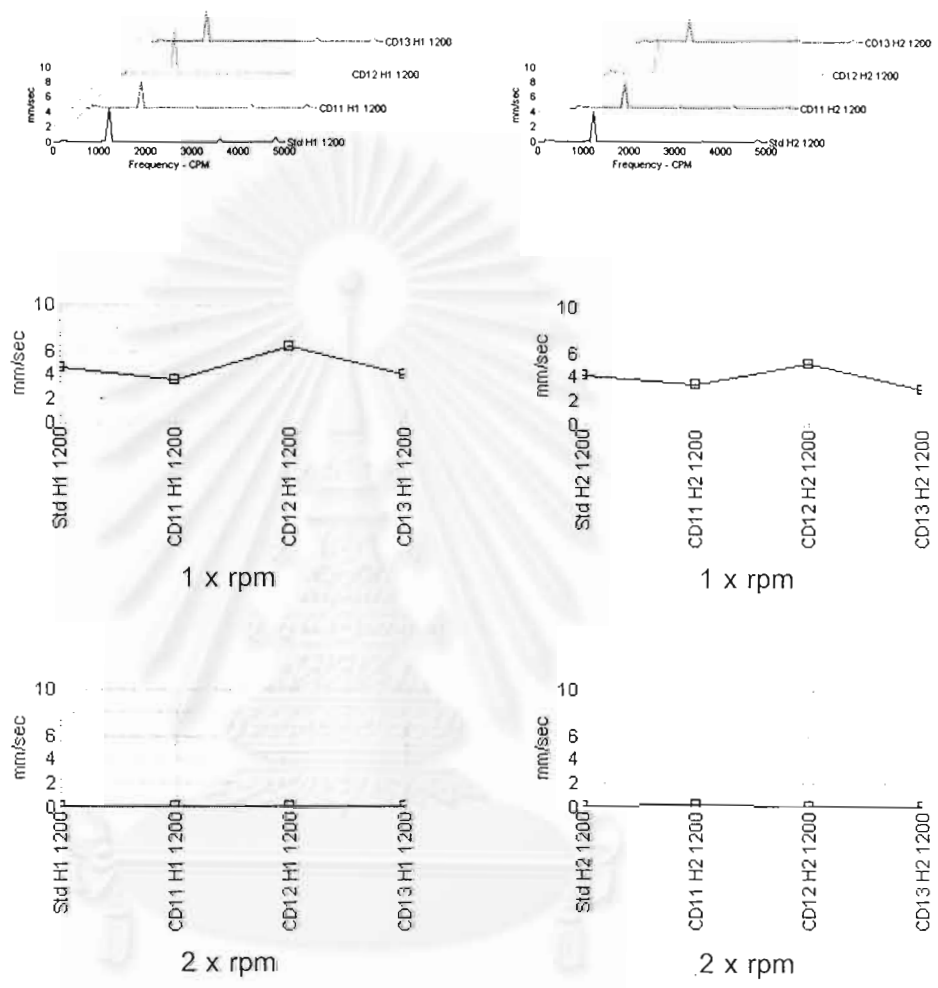 CD13 H1 1200
CD12 H1 1200
CD11 H1 1200
Std H1 1200
mm/sec
10
8
6
4
2
0
0 1000 2000 3000 4000 5000
Frequency - CPM
CD13 H2 1200
CD12 H2 1200
CD11 H2 1200
Std H2 1200
mm/sec
10
8
6
4
2
0
0 1000 2000 3000 4000 5000
Frequency - CPM
mm/sec
10
6
4
2
0
Std H1 1200
CD11 H1 1200
CD12 H1 1200
CD13 H1 1200
1 x rpm
mm/sec
10
6
4
2
0
Std H2 1200
CD11 H2 1200
CD12 H2 1200
CD13 H2 1200
1 x rpm
mm/sec
10
6
4
2
0
Std H1 1200
CD11 H1 1200
CD12 H1 1200
CD13 H1 1200
2 x rpm
mm/sec
10
6
4
2
0
Std H2 1200
CD11 H2 1200
CD12 H2 1200
CD13 H2 1200
2 x rpm